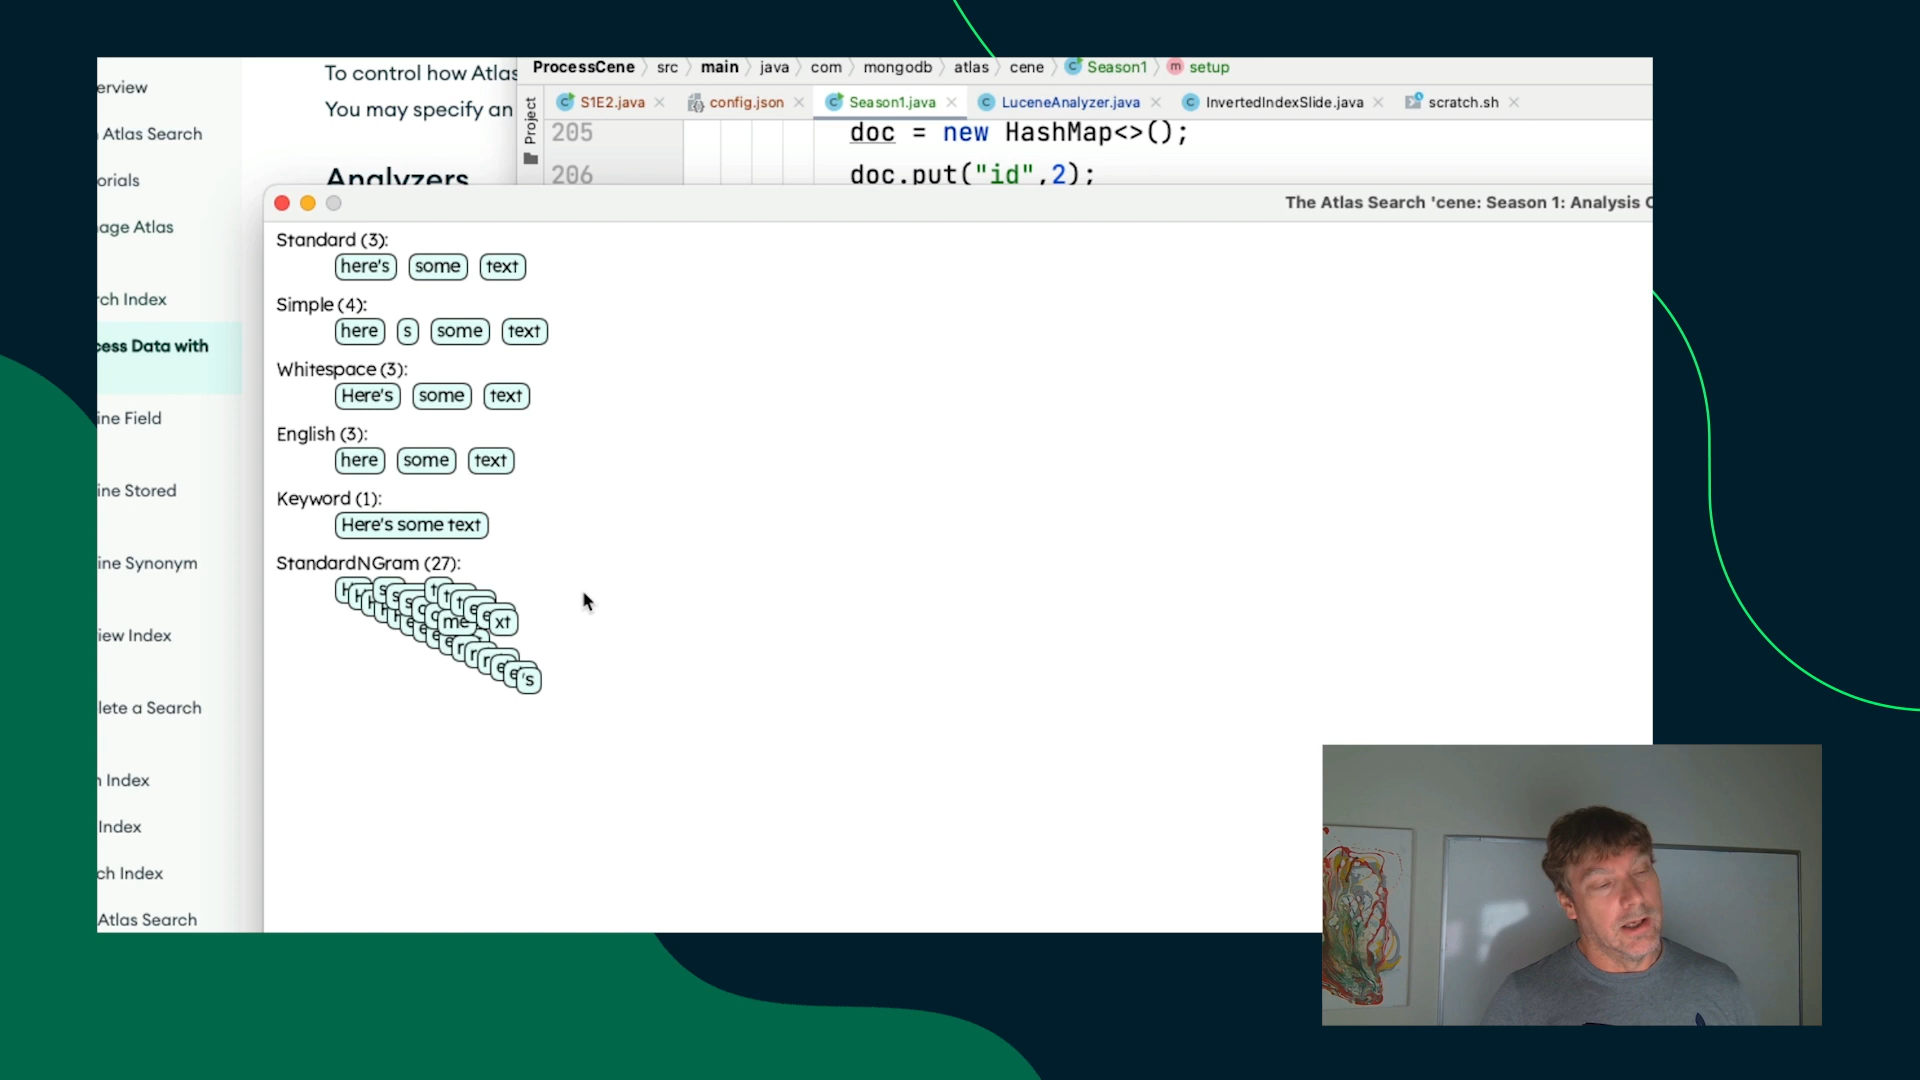 To control how Atlas
You may specify an
Analyzers
erview
Atlas Search
orials
age Atlas
rch Index
cess Data with
ine Field
ine Stored
ine Synonym
iew Index
lete a Search
Index
Index
ch Index
Atlas Search
ProcessCene src main java com mongodb atlas cene Season1 setup
S1E2.java config.json Season1.java LuceneAnalyzer.java InvertedIndexSlide.java scratch.sh
Project
205 doc = new HashMap<>();
206 doc.put("id",2);
The Atlas Search 'cene: Season 1: Analysis
Standard (3):
here's some text
Simple (4):
here s some text
Whitespace (3):
Here's some text
English (3):
here some text
Keyword (1):
Here's some text
StandardNGram (27):
me xt
's